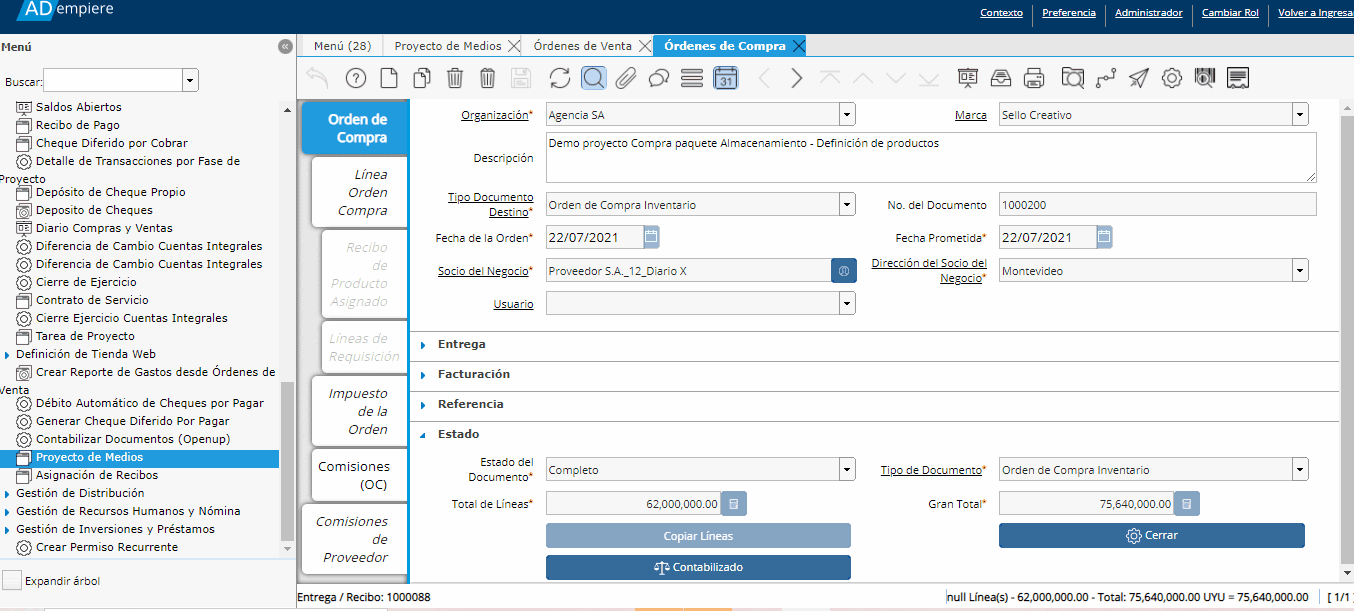 ADempiere
Contexto Preferencia Administrador Cambiar Rol Volver a Ingresa
Menú
Menú (28) Proyecto de Medios Órdenes de Venta Órdenes de Compra
Buscar:
31
Saldos Abiertos
Recibo de Pago
Cheque Diferido por Cobrar
Detalle de Transacciones por Fase de
Proyecto
Depósito de Cheque Propio
Deposito de Cheques
Diario Compras y Ventas
Diferencia de Cambio Cuentas Integrales
Diferencia de Cambio Cuentas Integrales
Cierre de Ejercicio
Contrato de Servicio
Cierre Ejercicio Cuentas Integrales
Tarea de Proyecto
Definición de Tienda Web
Crear Reporte de Gastos desde Órdenes de
Venta
Débito Automático de Cheques por Pagar
Generar Cheque Diferido Por Pagar
Contabilizar Documentos (Openup)
Proyecto de Medios
Asignación de Recibos
Gestión de Distribución
Gestión de Recursos Humanos y Nómina
Gestión de Inversiones y Préstamos
Crear Permiso Recurrente
Expandir árbol
Orden de
Compra
Línea
Orden
Compra
Recibo
de
Producto
Asignado
Líneas de
Requisición
Impuesto
de la
Orden
Comisiones
(OC)
Comisiones
de
Proveedor
Organización* Agencia SA Marca Sello Creativo
Descripción Demo proyecto Compra paquete Almacenamiento - Definición de productos
Tipo Documento
Destino* Orden de Compra Inventario No. del Documento 1000200
Fecha de la Orden* 22/07/2021 Fecha Prometida* 22/07/2021
Socio del Negocio* Proveedor S.A._12_Diario X Dirección del Socio del
Negocio* Montevideo
Usuario
Entrega
Facturación
Referencia
Estado
Estado del
Documento* Completo Tipo de Documento* Orden de Compra Inventario
Total de Líneas* 62,000,000.00 Gran Total* 75,640,000.00
Copiar Líneas Cerrar
Contabilizado
Entrega / Recibo: 1000088 null Línea(s) - 62,000,000.00 - Total: 75,640,000.00 UYU = 75,640,000.00 [ 1/1